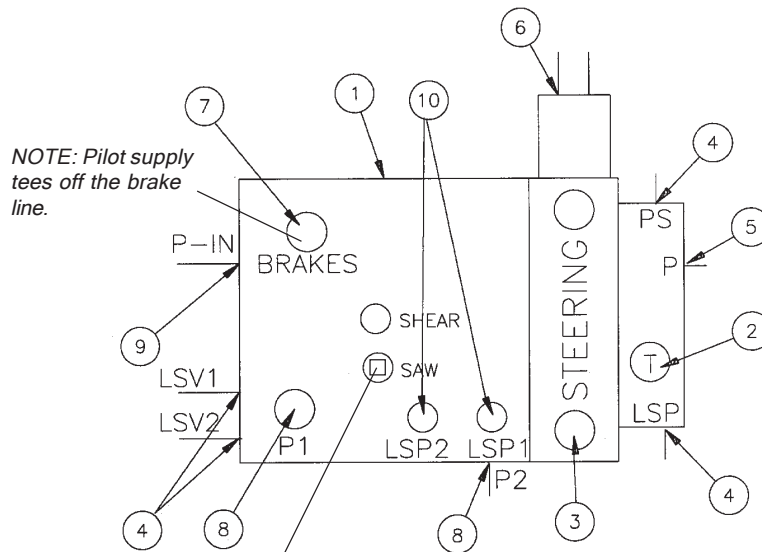 6
1
10
7
4
NOTE: Pilot supply
tees off the brake
line.
PS
P-IN
BRAKES
P
5
STEERING
SHEAR
9
2
T
SAW
LSV1
LSP
LSV2
P1
LSP2
LSP1
P2
4
8
8
3
4